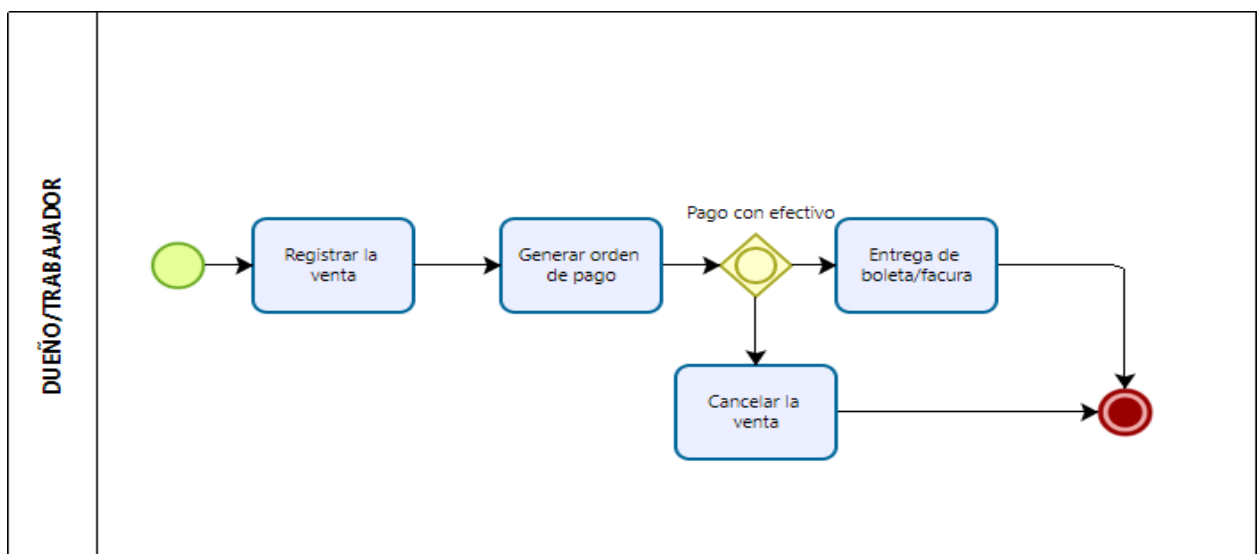 DUEÑO/TRABAJADOR
Registrar la
venta
Generar orden
de pago
Pago con efectivo
Entrega de
boleta/facura
Cancelar la
venta